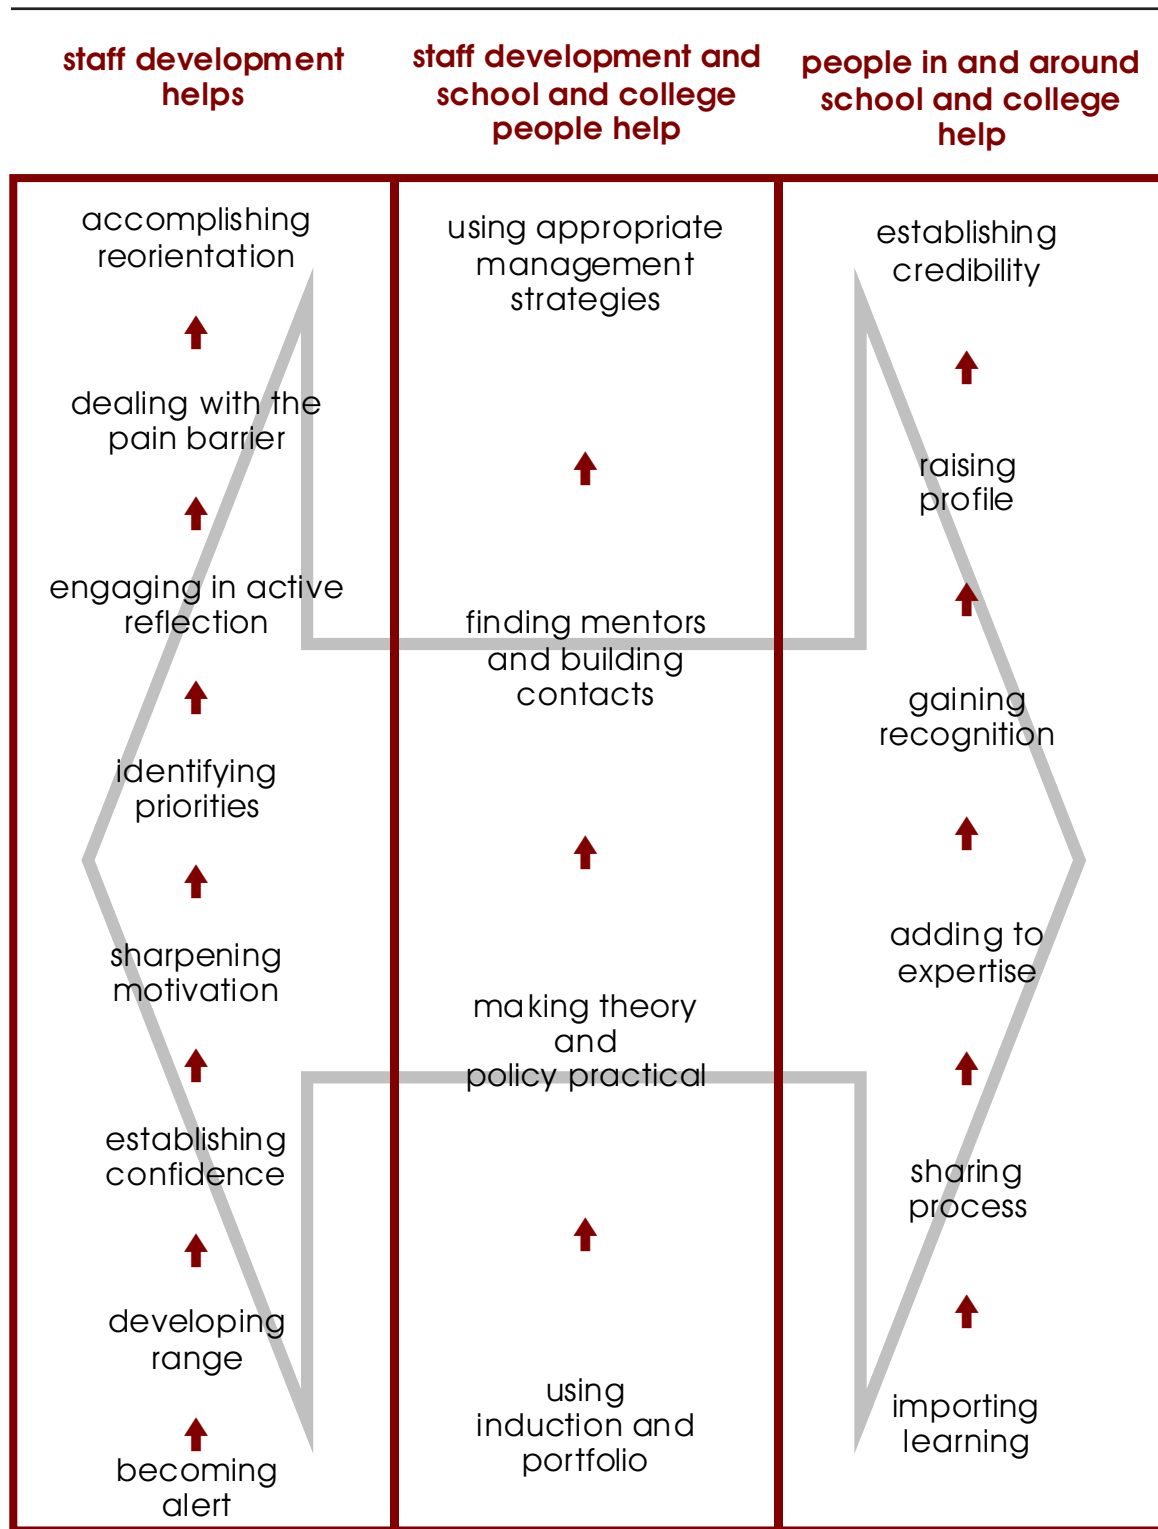 staff development
helps
staff development and
school and college
people help
people in and around
school and college
help
accomplishing
reorientation
dealing with the
pain barrier
engaging in active
reflection
identifying
priorities
sharpening
motivation
establishing
confidence
developing
range
becoming
alert
using appropriate
management
strategies
finding mentors
and building
contacts
making theory
and
policy practical
using
induction and
portfolio
establishing
credibility
raising
profile
gaining
recognition
adding to
expertise
sharing
process
importing
learning